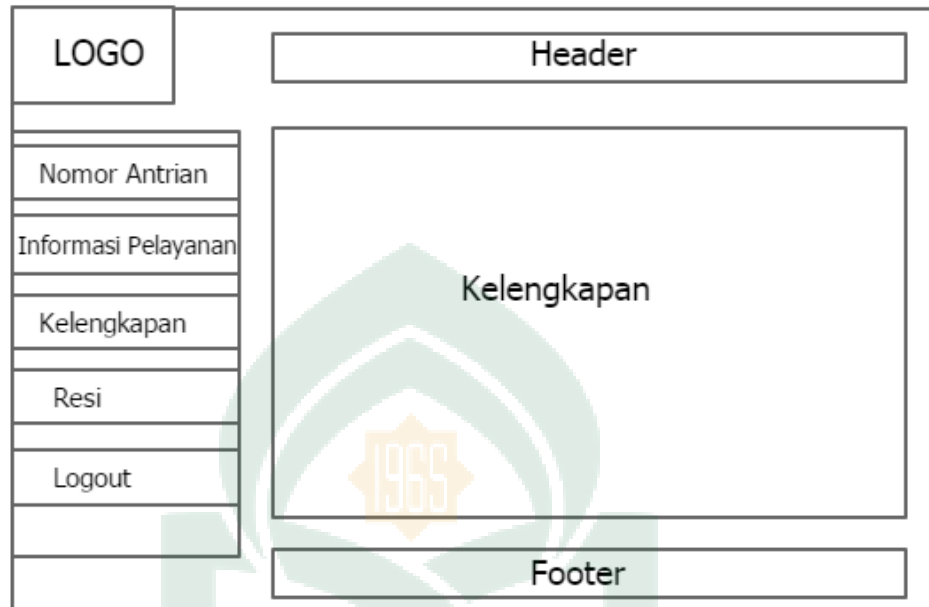 LOGO
Header
Nomor Antrian
Informasi Pelayanan
Kelengkapan
Resi
Logout
Kelengkapan
1965
Footer